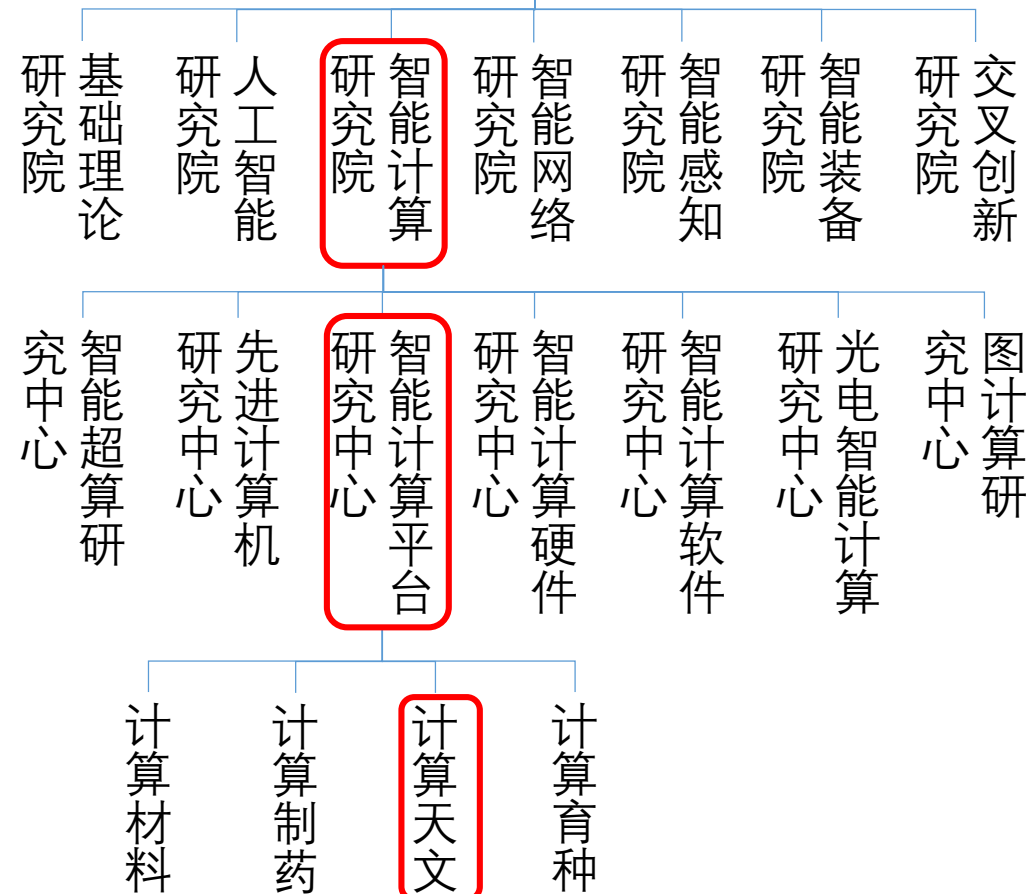 基础理论
研究院
人工智能
研究院
智能计算
研究院
智能网络
研究院
智能感知
研究院
智能装备
研究院
交叉创新
研究院
智能超算研
究中心
先进计算机
研究中心
智能计算平台
研究中心
智能计算硬件
研究中心
智能计算软件
研究中心
光电智能计算
研究中心
图计算研
究中心
计算材料
计算制药
计算天文
计算育种